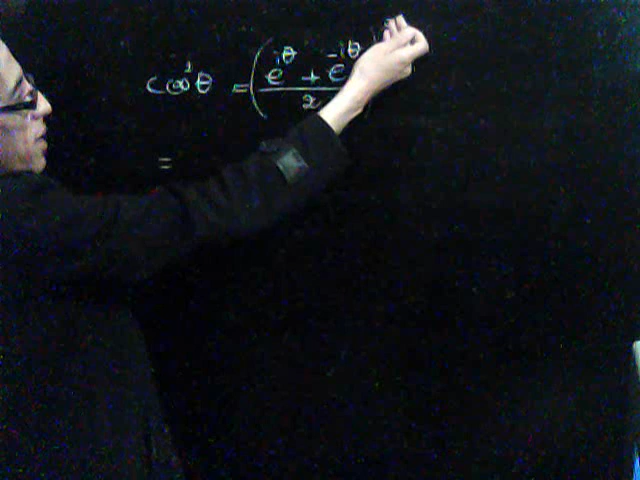 cos θ = ( e^{iθ} + e^{-iθ} / 2
=